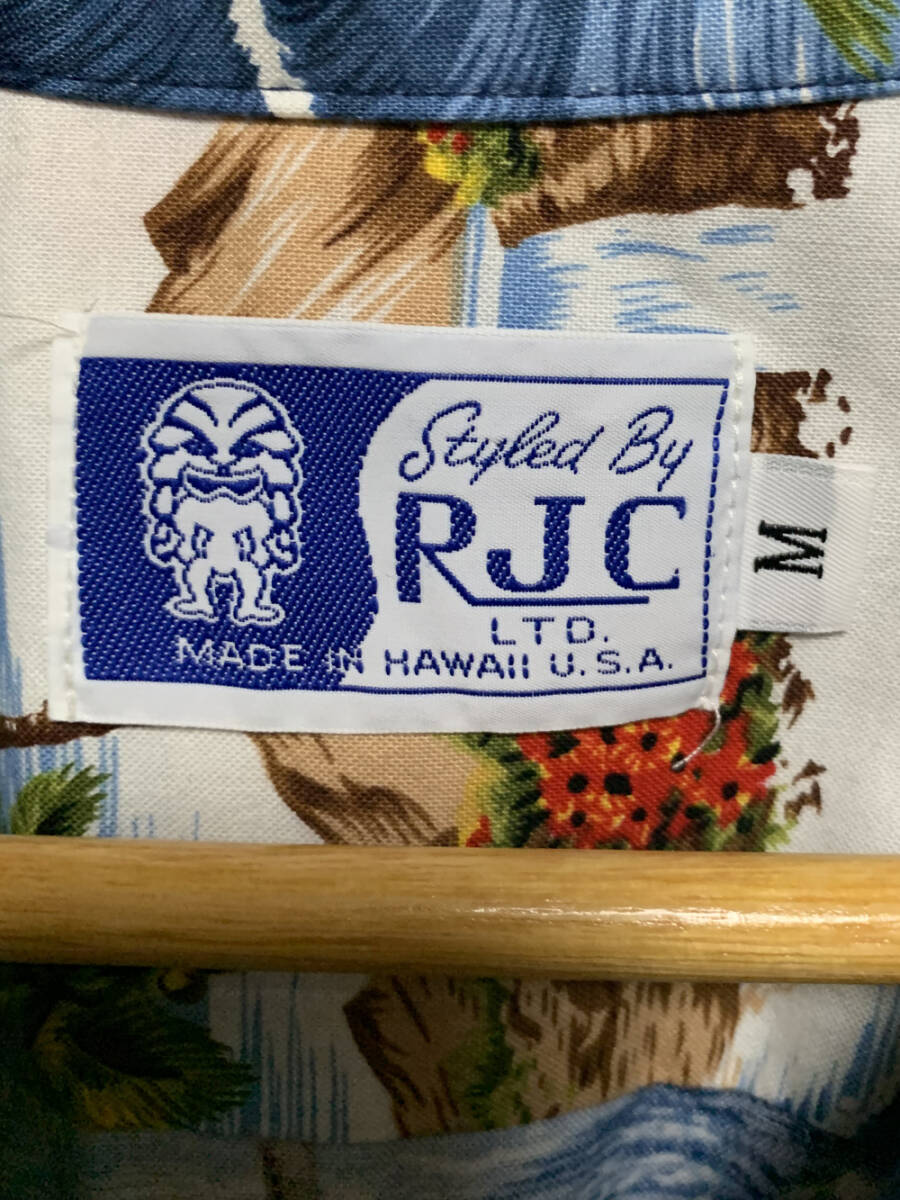 Styled By
RJC
LTD.
MADE IN HAWAII U.S.A.
M